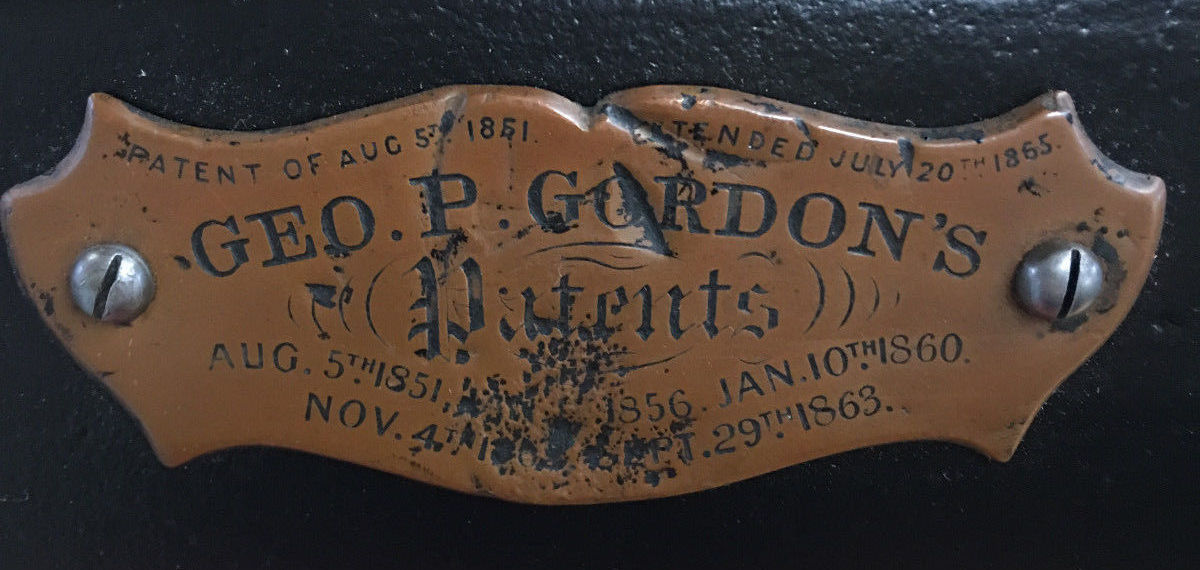 PATENT OF AUG 5TH 1851. EXTENDED JULY 20TH 1865.
GEO. P. GORDON'S
Patents
AUG. 5TH 1851, 1856. JAN. 10TH 1860.
NOV. 4TH SEPT. 29TH 1863.